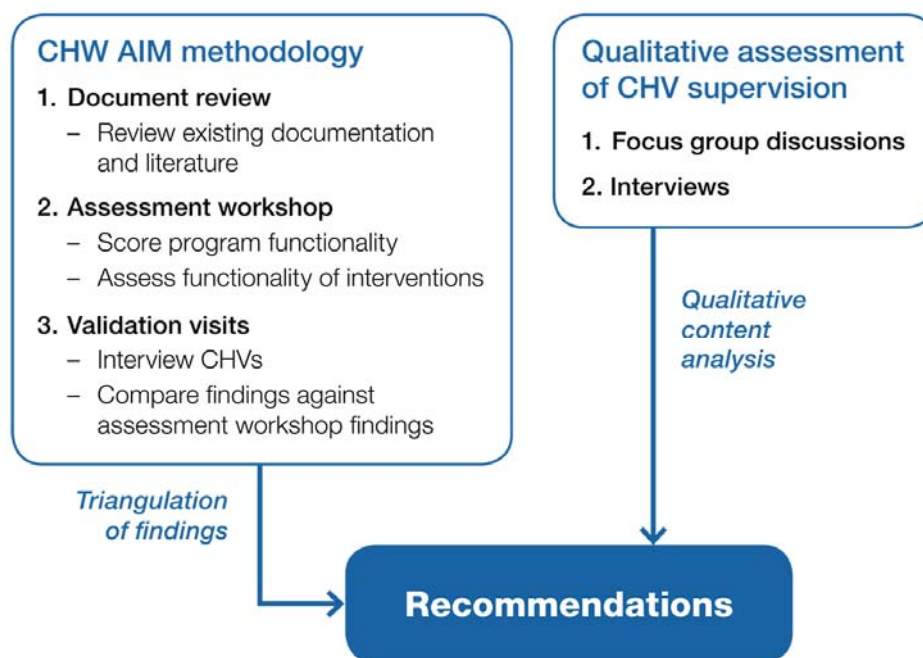 CHW AIM methodology
1. Document review
– Review existing documentation
and literature
2. Assessment workshop
– Score program functionality
– Assess functionality of interventions
3. Validation visits
– Interview CHVs
– Compare findings against
assessment workshop findings
Qualitative assessment
of CHV supervision
1. Focus group discussions
2. Interviews
Triangulation
of findings
Qualitative
content
analysis
Recommendations